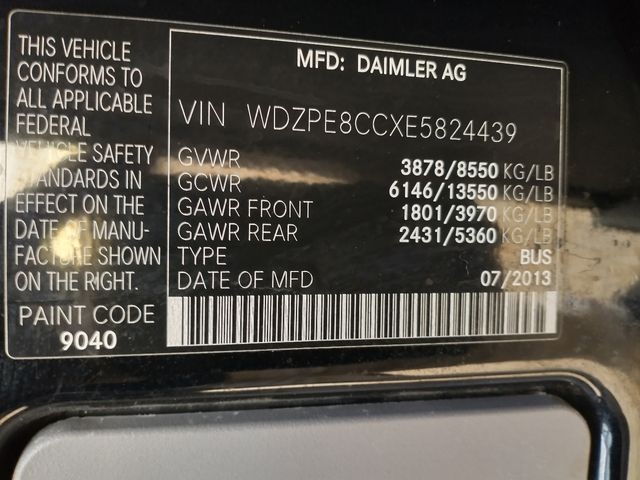 THIS VEHICLE
CONFORMS TO
ALL APPLICABLE
FEDERAL
VEHICLE SAFETY
STANDARDS IN
EFFECT ON THE
DATE OF MANU-
FACTURE SHOWN
ON THE RIGHT.
PAINT CODE
9040
MFD: DAIMLER AG
VIN WDZPE8CCXE5824439
GVWR 3878/8550 KG/LB
GCWR 6146/13550 KG/LB
GAWR FRONT 1801/3970 KG/LB
GAWR REAR 2431/5360 KG/LB
TYPE BUS
DATE OF MFD 07/2013